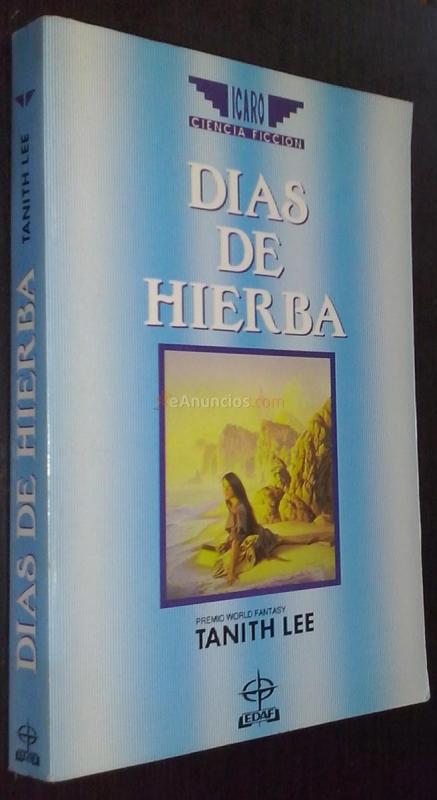 ICARO
CIENCIA FICCION
DIAS
DE
HIERBA
eAnuncios.com
PREMIO WORLD FANTASY
TANITH LEE
EDAF
TANITH LEE
DIAS DE HIERBA
EDAF